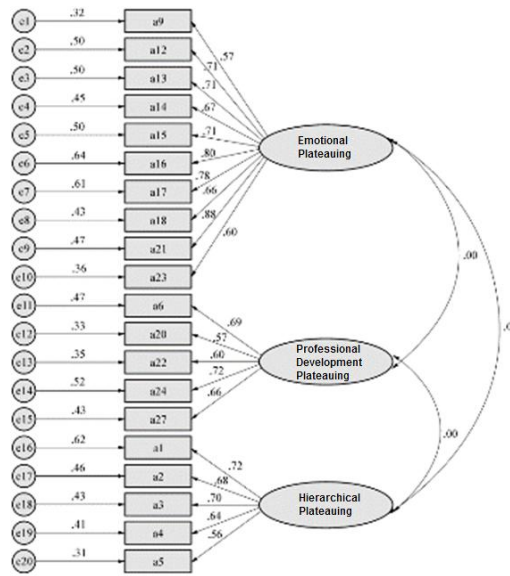 e1 .32 a9 .57
e2 .50 a12 .71
e3 .50 a13 .71
e4 .45 a14 .67
e5 .50 a15 .71
e6 .64 a16 .80
e7 .61 a17 .78
e8 .43 a18 .66
e9 .47 a21 .88
e10 .36 a23 .60
Emotional
Plateauing
e11 .47 a6 .69
e12 .33 a20 .57
e13 .35 a22 .60
e14 .52 a24 .72
e15 .43 a27 .66
Professional
Development
Plateauing
e16 .62 a1 .72
e17 .46 a2 .68
e18 .43 a3 .70
e19 .41 a4 .64
e20 .31 a5 .56
Hierarchical
Plateauing
.00
.00